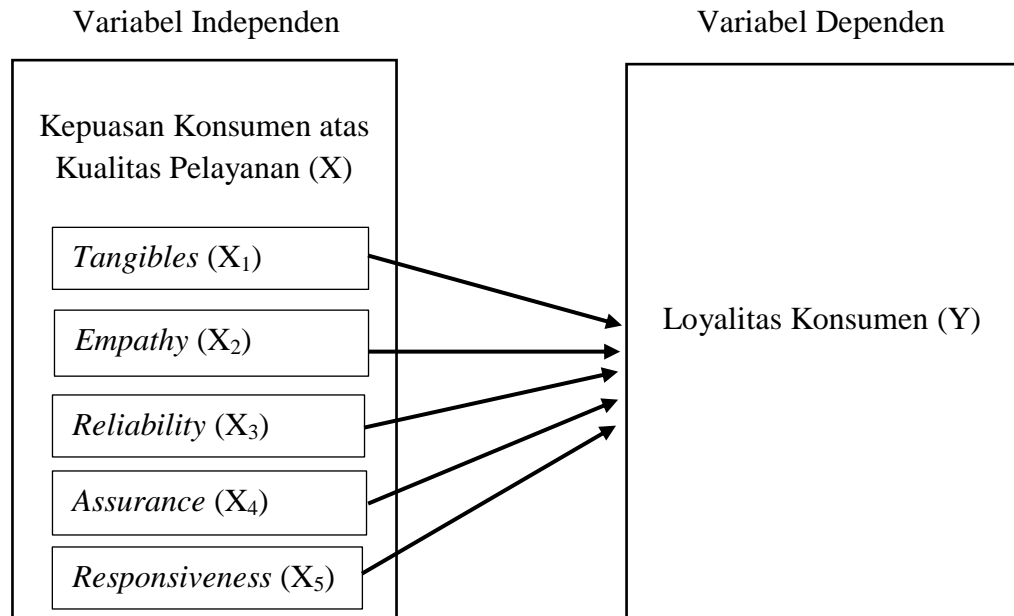 Variabel Independen
Variabel Dependen
Kepuasan Konsumen atas
Kualitas Pelayanan (X)
Tangibles (X₁)
Empathy (X₂)
Reliability (X₃)
Assurance (X₄)
Responsiveness (X₅)
Loyalitas Konsumen (Y)